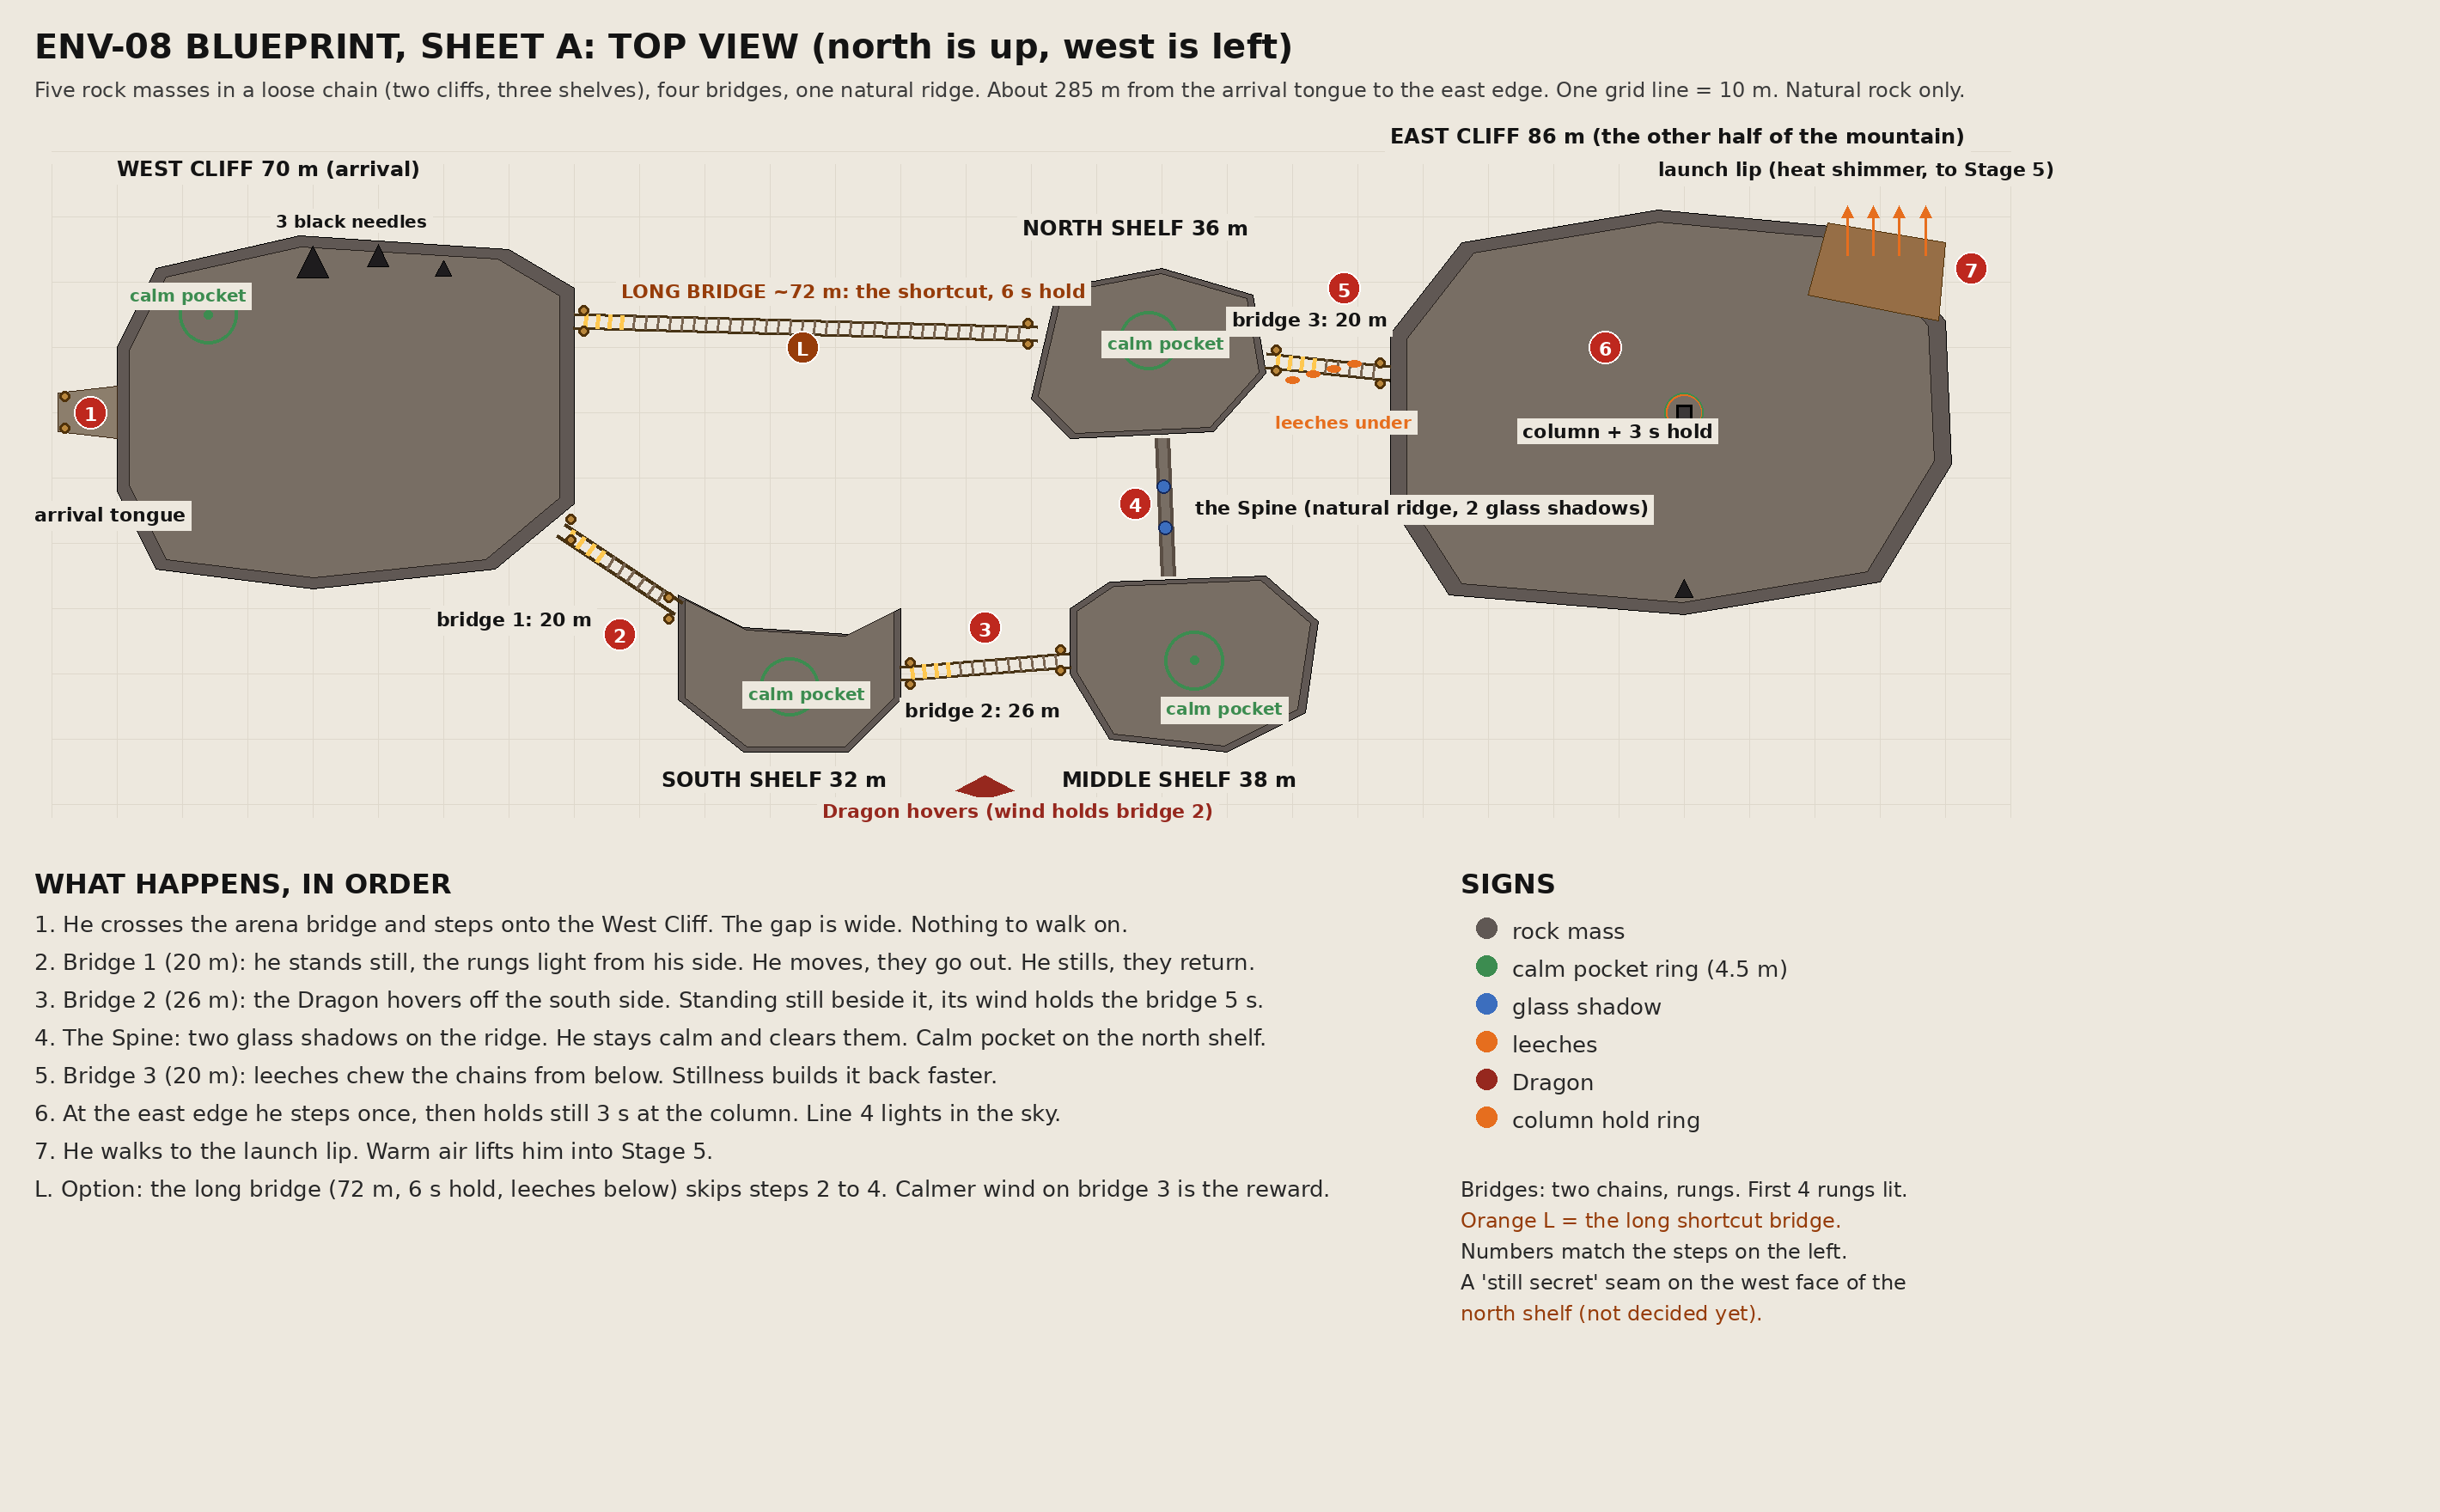 ENV-08 BLUEPRINT, SHEET A: TOP VIEW (north is up, west is left)
Five rock masses in a loose chain (two cliffs, three shelves), four bridges, one natural ridge. About 285 m from the arrival tongue to the east edge. One grid line = 10 m. Natural rock only.
EAST CLIFF 86 m (the other half of the mountain)
WEST CLIFF 70 m (arrival)
launch lip (heat shimmer, to Stage 5)
3 black needles
NORTH SHELF 36 m
7
calm pocket
LONG BRIDGE ~72 m: the shortcut, 6 s hold
5
bridge 3: 20 m
L
calm pocket
6
1
leeches under
column + 3 s hold
4
the Spine (natural ridge, 2 glass shadows)
arrival tongue
bridge 1: 20 m
2
3
calm pocket
bridge 2: 26 m
calm pocket
SOUTH SHELF 32 m
MIDDLE SHELF 38 m
Dragon hovers (wind holds bridge 2)
WHAT HAPPENS, IN ORDER
1. He crosses the arena bridge and steps onto the West Cliff. The gap is wide. Nothing to walk on.
2. Bridge 1 (20 m): he stands still, the rungs light from his side. He moves, they go out. He stills, they return.
3. Bridge 2 (26 m): the Dragon hovers off the south side. Standing still beside it, its wind holds the bridge 5 s.
4. The Spine: two glass shadows on the ridge. He stays calm and clears them. Calm pocket on the north shelf.
5. Bridge 3 (20 m): leeches chew the chains from below. Stillness builds it back faster.
6. At the east edge he steps once, then holds still 3 s at the column. Line 4 lights in the sky.
7. He walks to the launch lip. Warm air lifts him into Stage 5.
L. Option: the long bridge (72 m, 6 s hold, leeches below) skips steps 2 to 4. Calmer wind on bridge 3 is the reward.
SIGNS
rock mass
calm pocket ring (4.5 m)
glass shadow
leeches
Dragon
column hold ring
Bridges: two chains, rungs. First 4 rungs lit.
Orange L = the long shortcut bridge.
Numbers match the steps on the left.
A 'still secret' seam on the west face of the
north shelf (not decided yet).